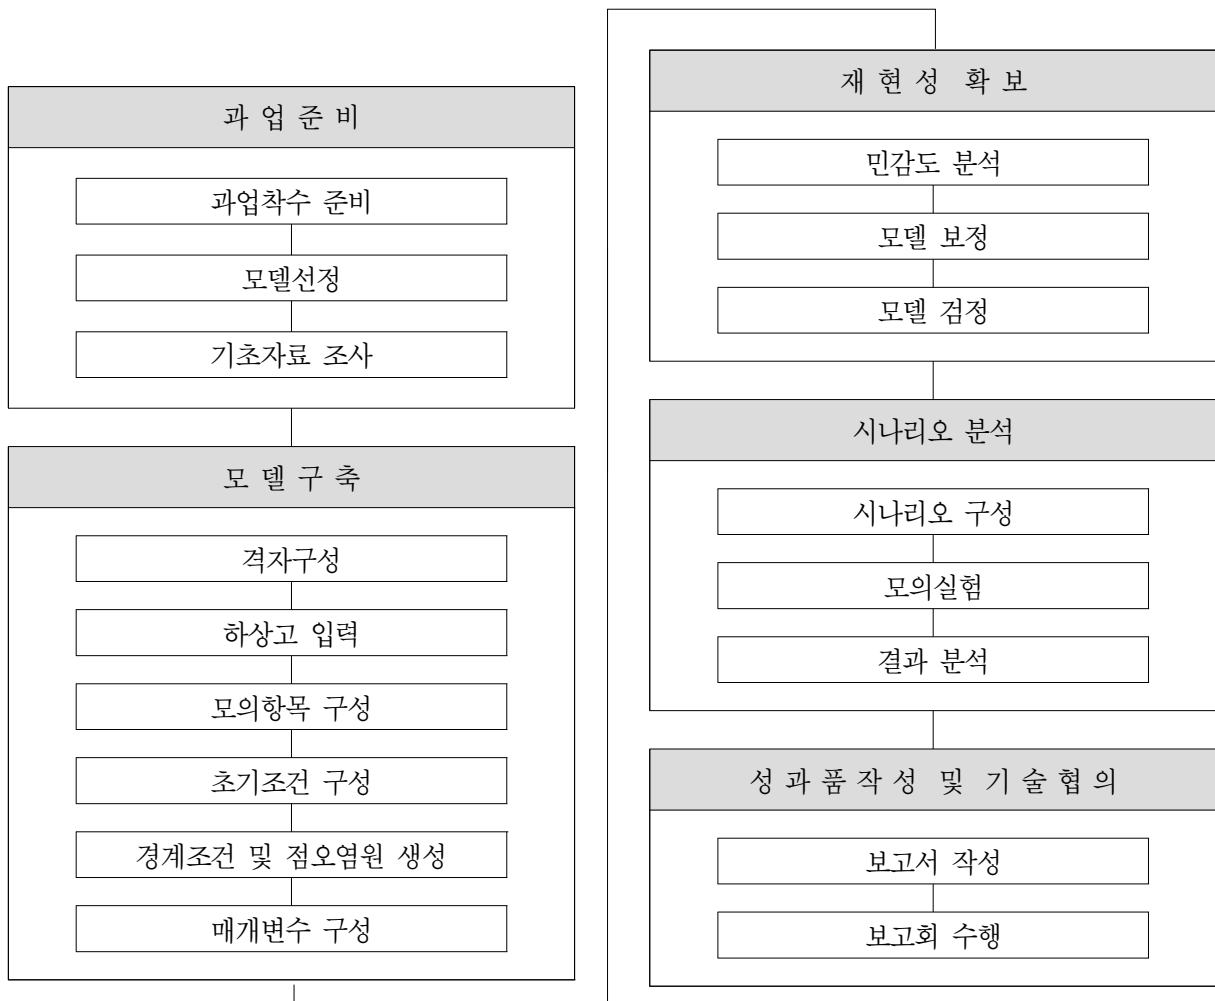 과 업 준 비
과업착수 준비
모델선정
기초자료 조사
모 델 구 축
격자구성
하상고 입력
모의항목 구성
초기조건 구성
경계조건 및 점오염원 생성
매개변수 구성
재 현 성 확 보
민감도 분석
모델 보정
모델 검정
시나리오 분석
시나리오 구성
모의실험
결과 분석
성 과 품 작 성 및 기 술 협 의
보고서 작성
보고회 수행